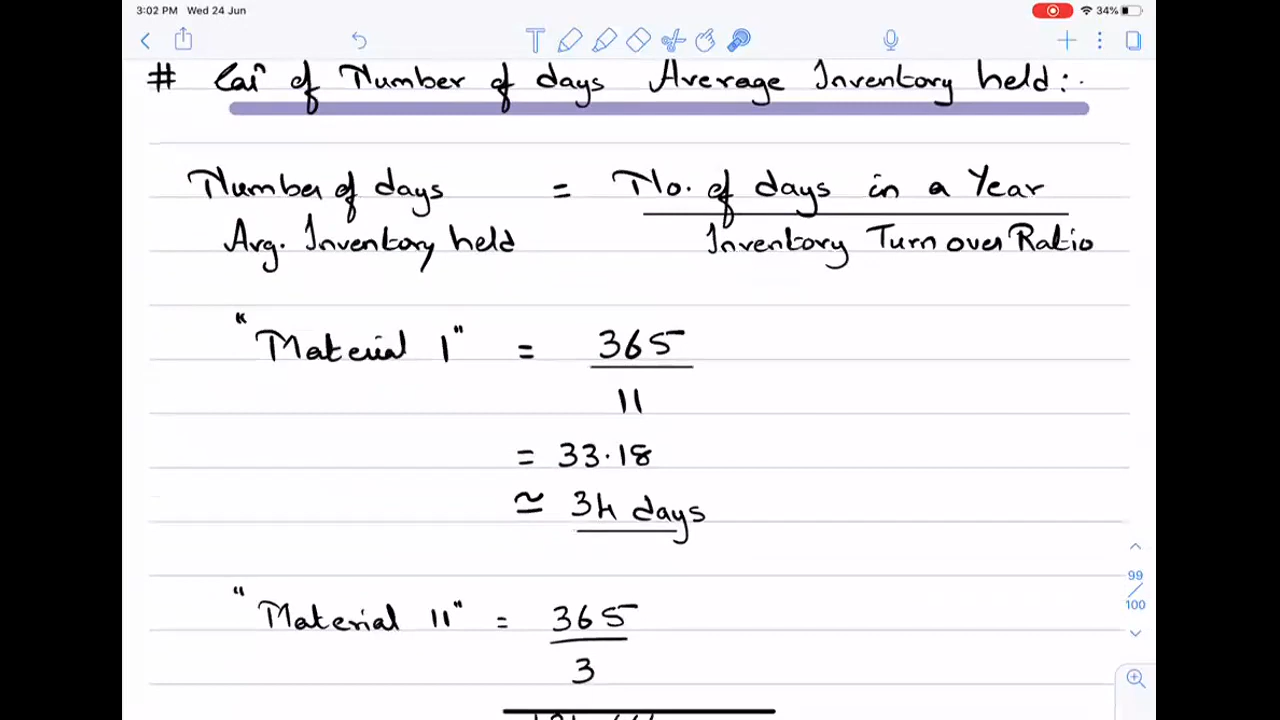 3:02 PM Wed 24 Jun
34%
# Cal^n of Number of days Average Inventory held:-
Number of days = No. of days in a Year
Avg. Inventory held Inventory Turnover Ratio
"Material I" = 365
11
= 33.18
≅ 34 days
"Material II" = 365
3
99
100